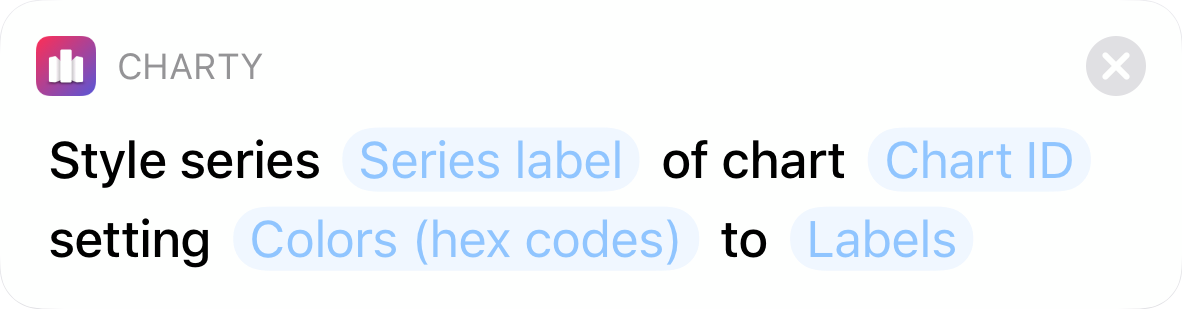 CHARTY
Style series Series label of chart Chart ID
setting Colors (hex codes) to Labels